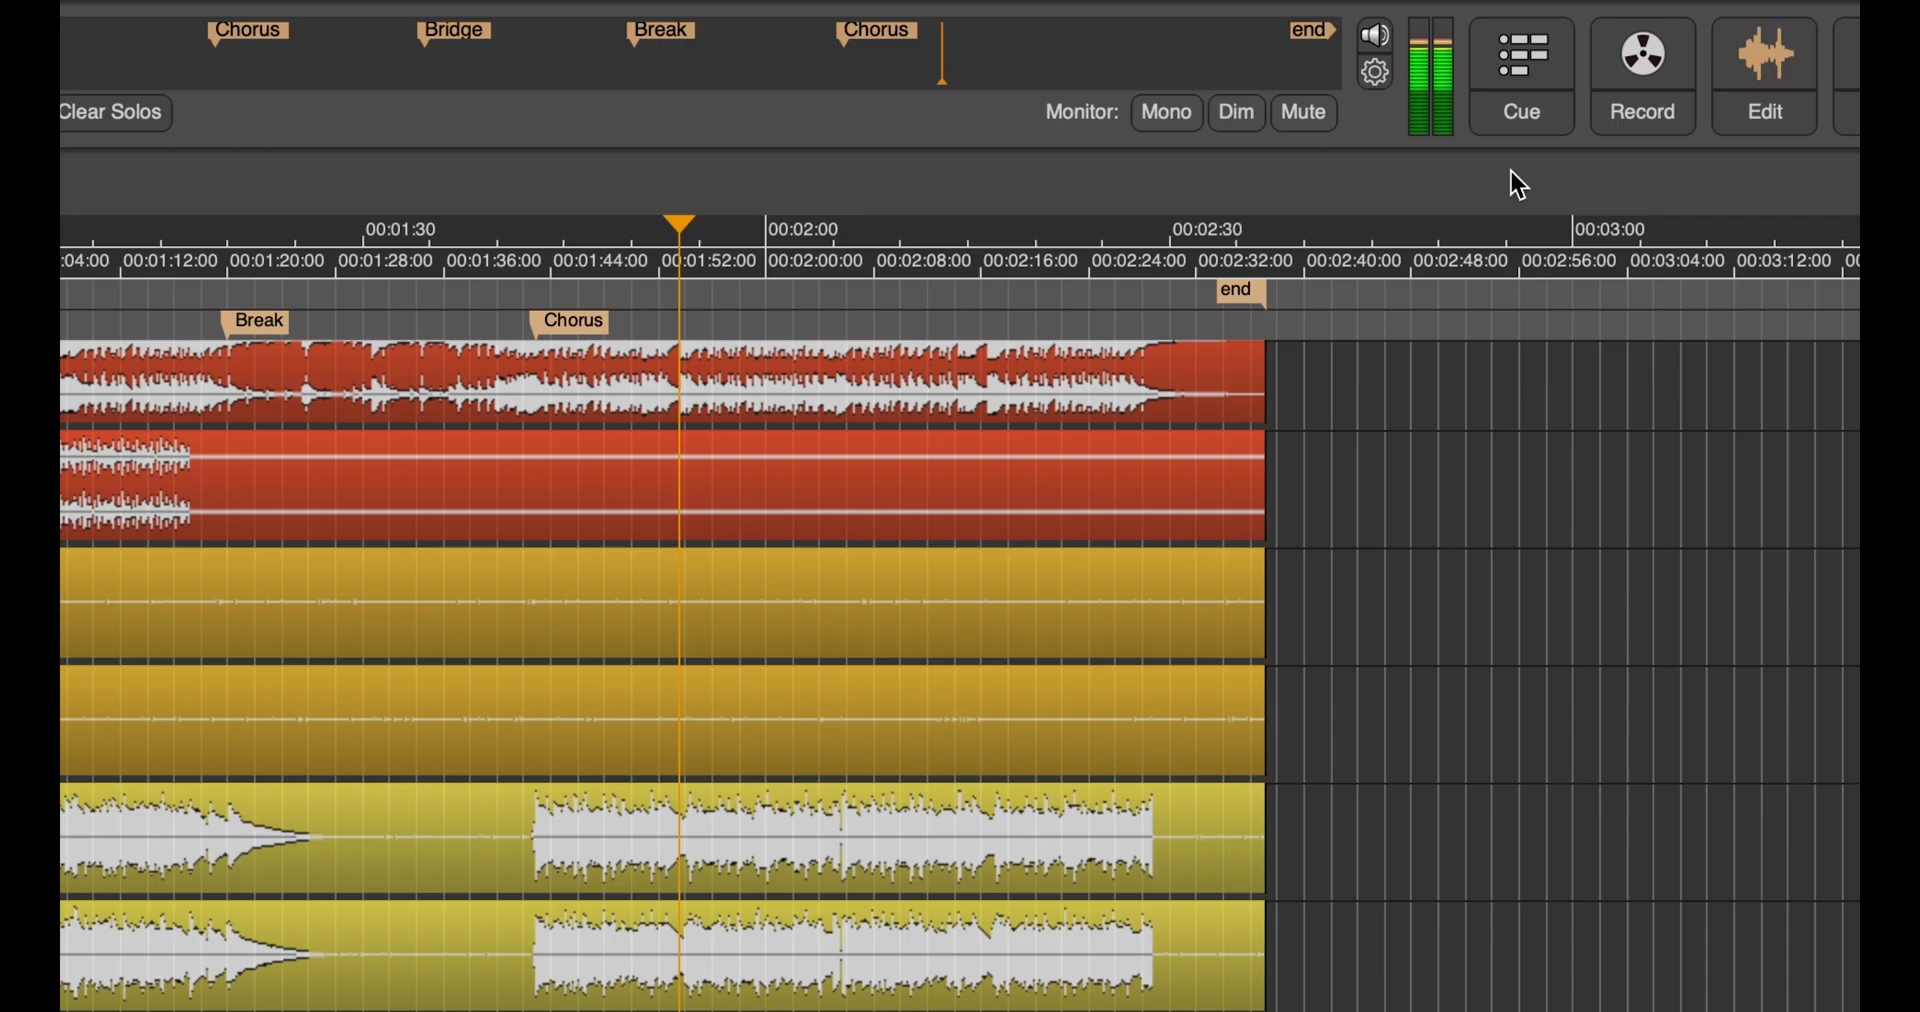 Chorus Bridge Break Chorus end
Clear Solos Monitor: Mono Dim Mute Cue Record Edit
00:01:30 00:02:00 00:02:30 00:03:00
:04:00 00:01:12:00 00:01:20:00 00:01:28:00 00:01:36:00 00:01:44:00 00:01:52:00 00:02:00:00 00:02:08:00 00:02:16:00 00:02:24:00 00:02:32:00 00:02:40:00 00:02:48:00 00:02:56:00 00:03:04:00 00:03:12:00
end
Break Chorus